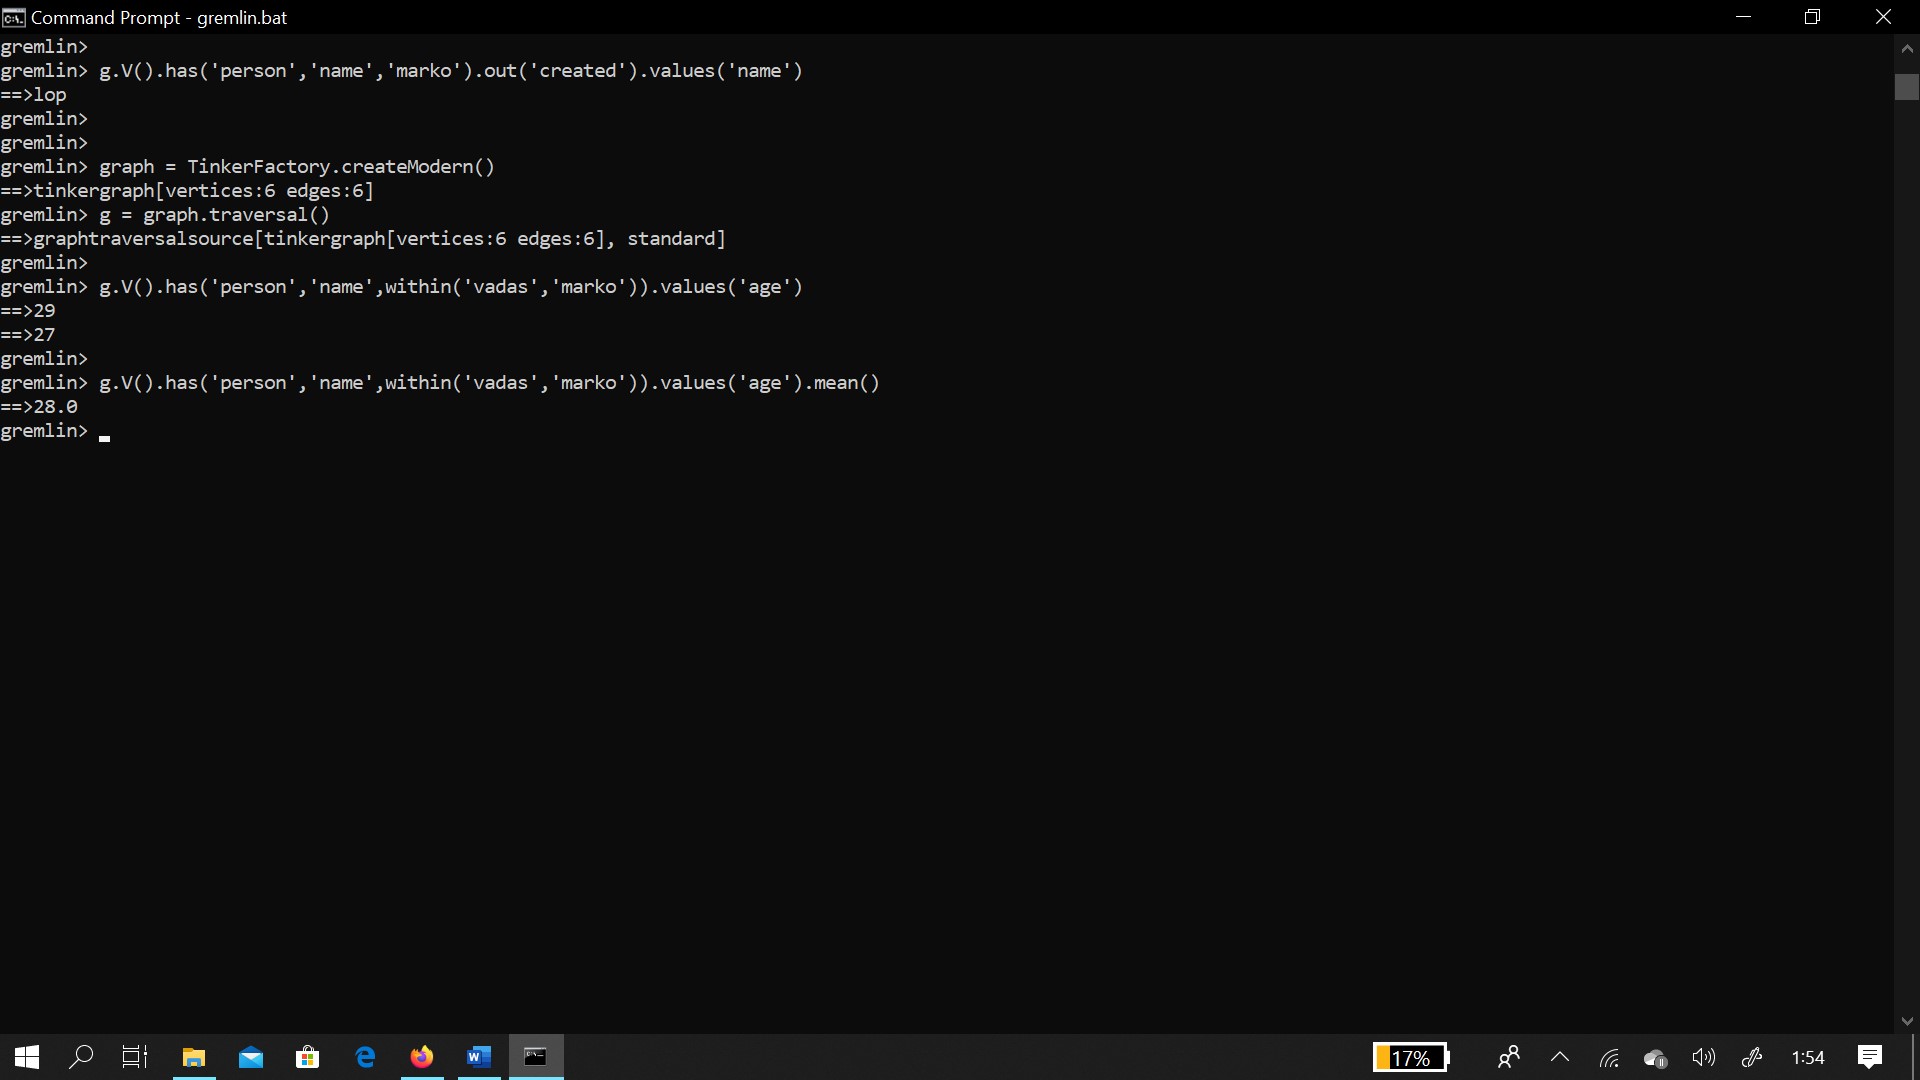 Command Prompt - gremlin.bat
gremlin>
gremlin> g.V().has('person','name','marko').out('created').values('name')
==>lop
gremlin>
gremlin>
gremlin> graph = TinkerFactory.createModern()
==>tinkergraph[vertices:6 edges:6]
gremlin> g = graph.traversal()
==>graphtraversalsource[tinkergraph[vertices:6 edges:6], standard]
gremlin>
gremlin> g.V().has('person','name',within('vadas','marko')).values('age')
==>29
==>27
gremlin>
gremlin> g.V().has('person','name',within('vadas','marko')).values('age').mean()
==>28.0
gremlin>
17% 1:54